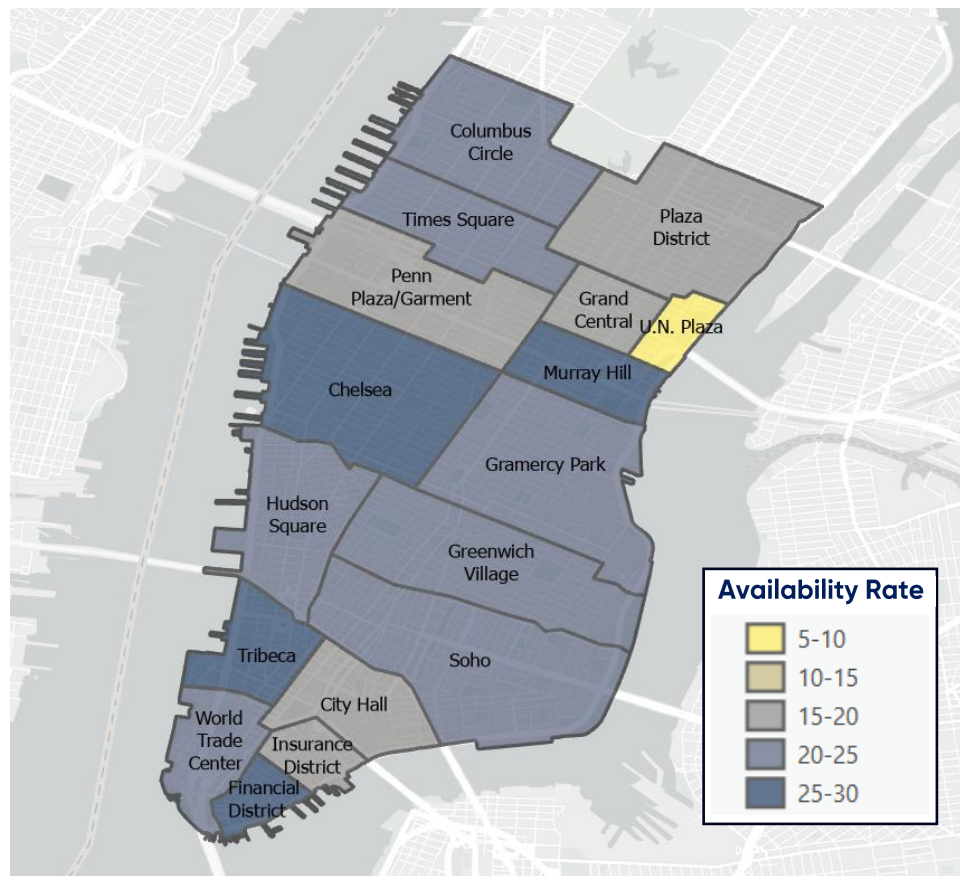 Columbus
Circle
Times Square
Plaza
District
Penn
Plaza/Garment
Grand
Central
U.N. Plaza
Murray Hill
Chelsea
Gramercy Park
Hudson
Square
Greenwich
Village
Tribeca
Soho
City Hall
World
Trade
Center
Insurance
District
Financial
District
Availability Rate
5-10
10-15
15-20
20-25
25-30